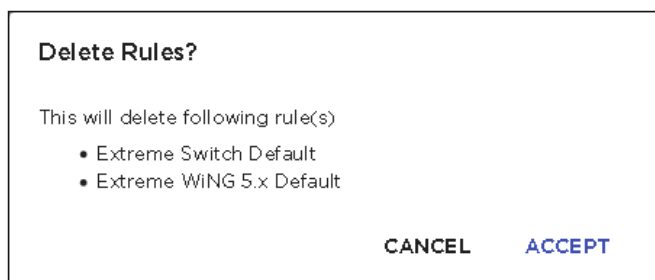 Delete Rules?
This will delete following rule(s)
• Extreme Switch Default
• Extreme WiNG 5.x Default
CANCEL ACCEPT